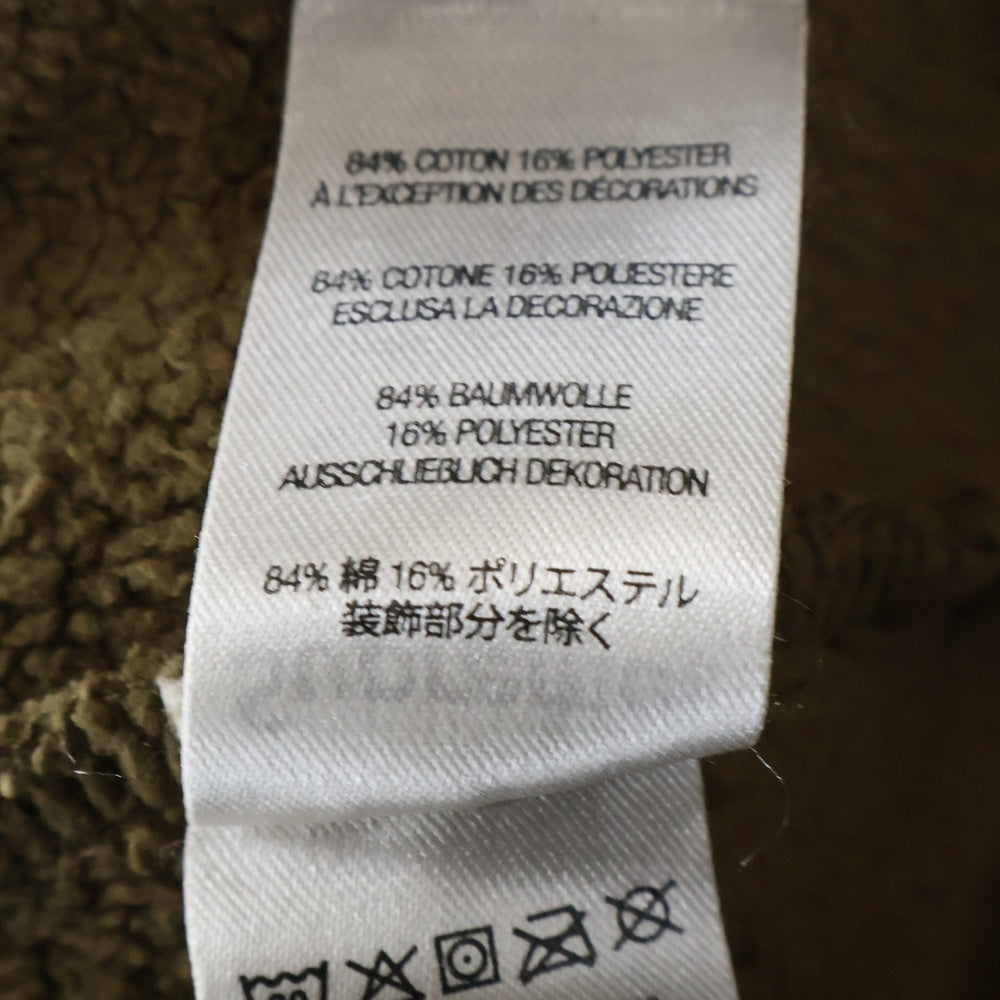 84% COTON 16% POLYESTER
À L'EXCEPTION DES DÉCORATIONS
84% COTONE 16% POLIESTERE
ESCLUSA LA DECORAZIONE
84% BAUMWOLLE
16% POLYESTER
AUSSCHLIEBLICH DEKORATION
84% 綿 16% ポリエステル
装飾部分を除く